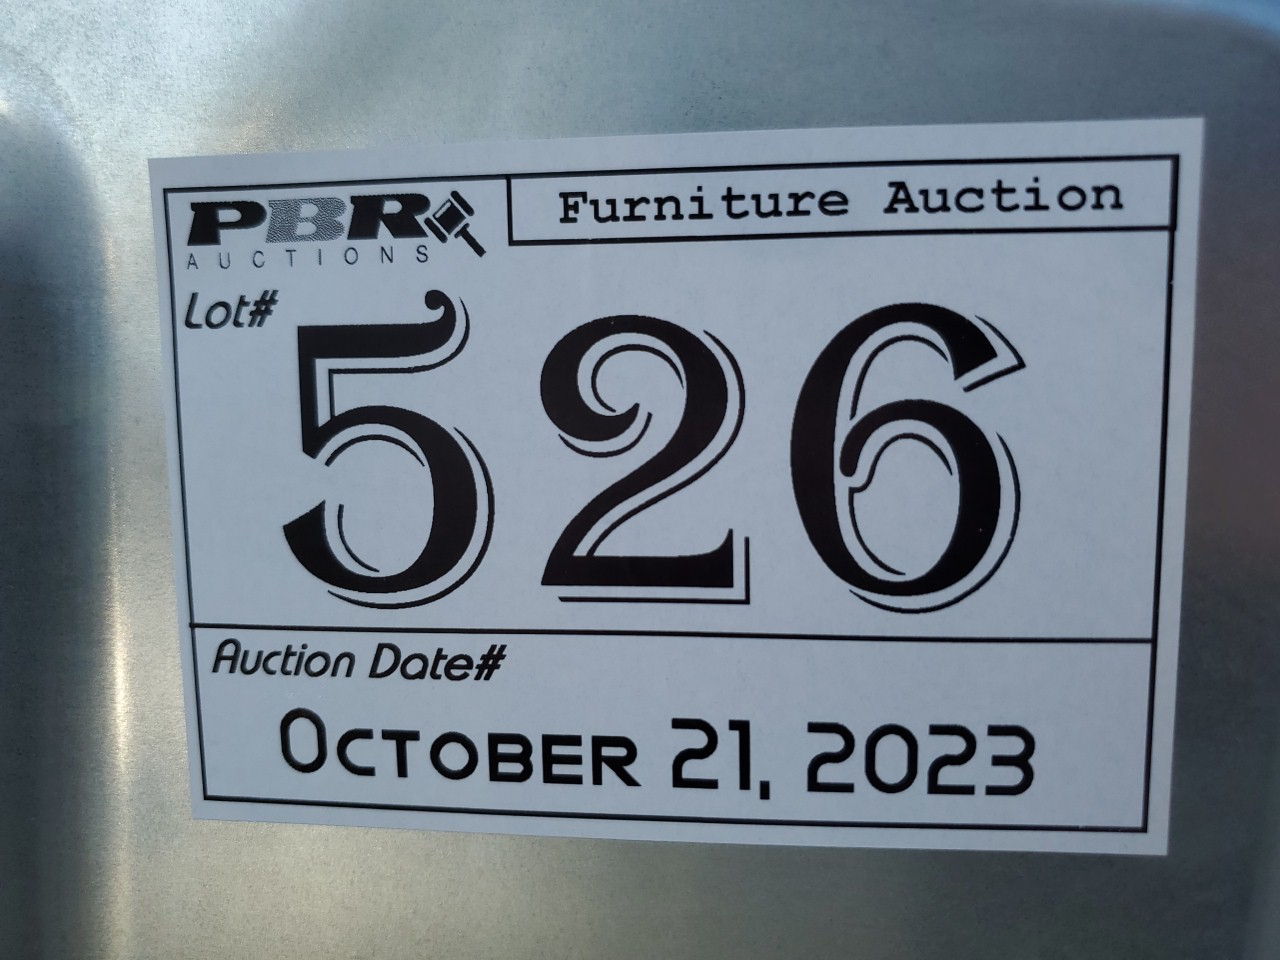 PBR
AUCTIONS
Furniture Auction
Lot#
526
Auction Date#
October 21, 2023